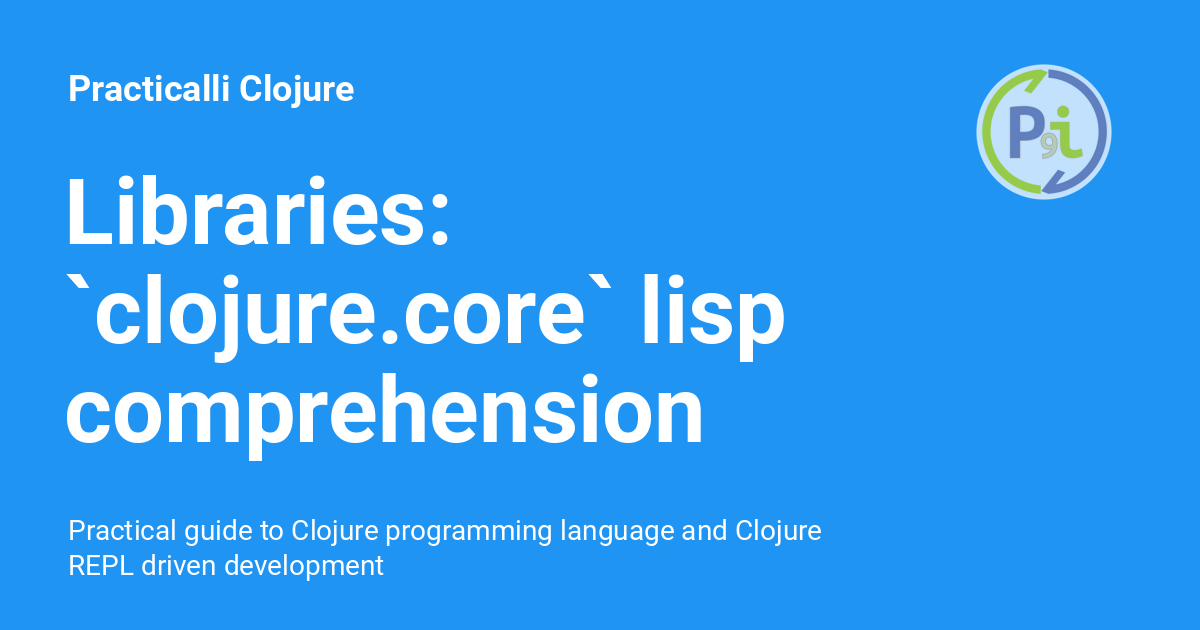 Practicalli Clojure
P9i
Libraries:
`clojure.core` lisp
comprehension
Practical guide to Clojure programming language and Clojure
REPL driven development